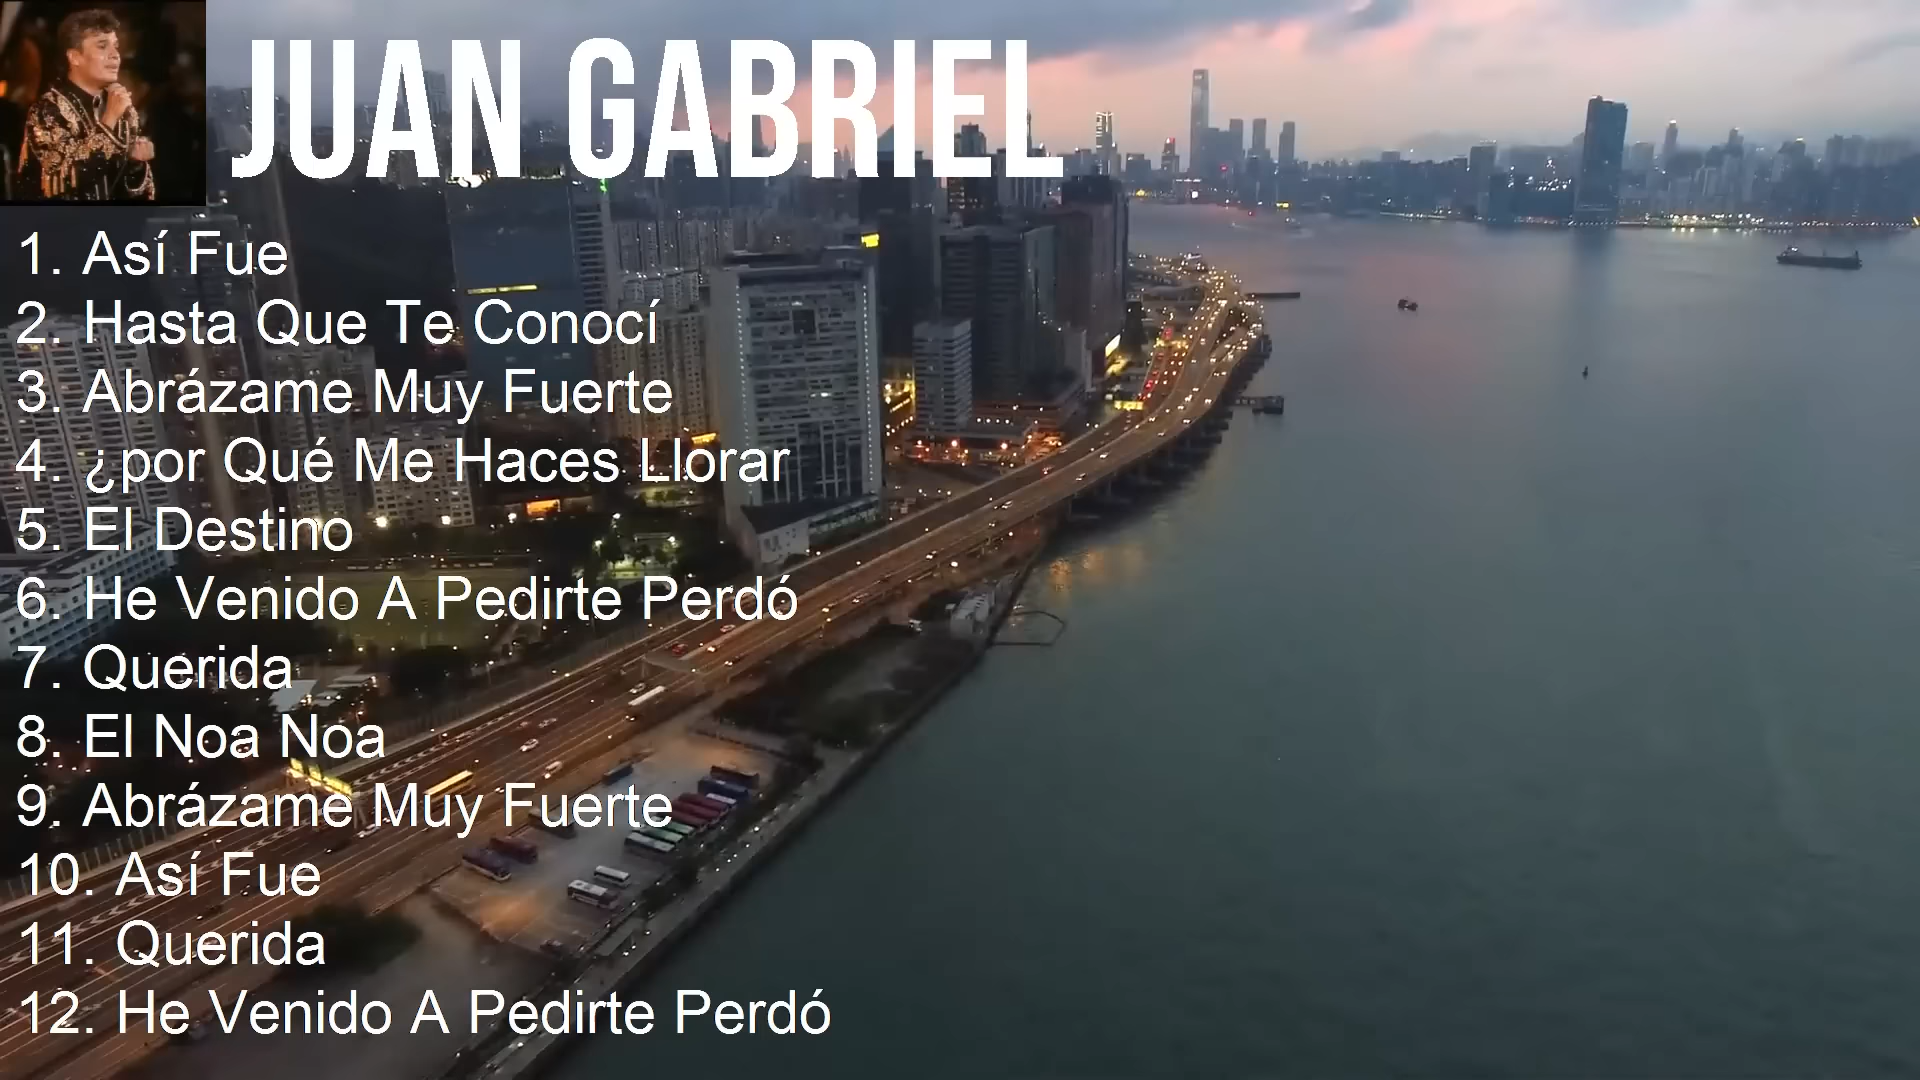 JUAN GABRIEL
1. Así Fue
2. Hasta Que Te Conocí
3. Abrázame Muy Fuerte
4. ¿por Qué Me Haces Llorar
5. El Destino
6. He Venido A Pedirte Perdó
7. Querida
8. El Noa Noa
9. Abrázame Muy Fuerte
10. Así Fue
11. Querida
12. He Venido A Pedirte Perdó